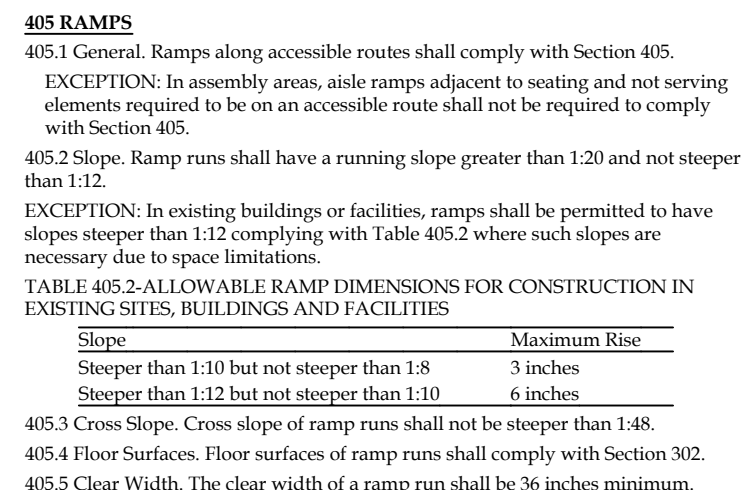 405 RAMPS
405.1 General. Ramps along accessible routes shall comply with Section 405.
EXCEPTION: In assembly areas, aisle ramps adjacent to seating and not serving
elements required to be on an accessible route shall not be required to comply
with Section 405.
405.2 Slope. Ramp runs shall have a running slope greater than 1:20 and not steeper
than 1:12.
EXCEPTION: In existing buildings or facilities, ramps shall be permitted to have
slopes steeper than 1:12 complying with Table 405.2 where such slopes are
necessary due to space limitations.
TABLE 405.2-ALLOWABLE RAMP DIMENSIONS FOR CONSTRUCTION IN
EXISTING SITES, BUILDINGS AND FACILITIES
Slope Maximum Rise
Steeper than 1:10 but not steeper than 1:8 3 inches
Steeper than 1:12 but not steeper than 1:10 6 inches
405.3 Cross Slope. Cross slope of ramp runs shall not be steeper than 1:48.
405.4 Floor Surfaces. Floor surfaces of ramp runs shall comply with Section 302.
405.5 Clear Width. The clear width of a ramp run shall be 36 inches minimum.